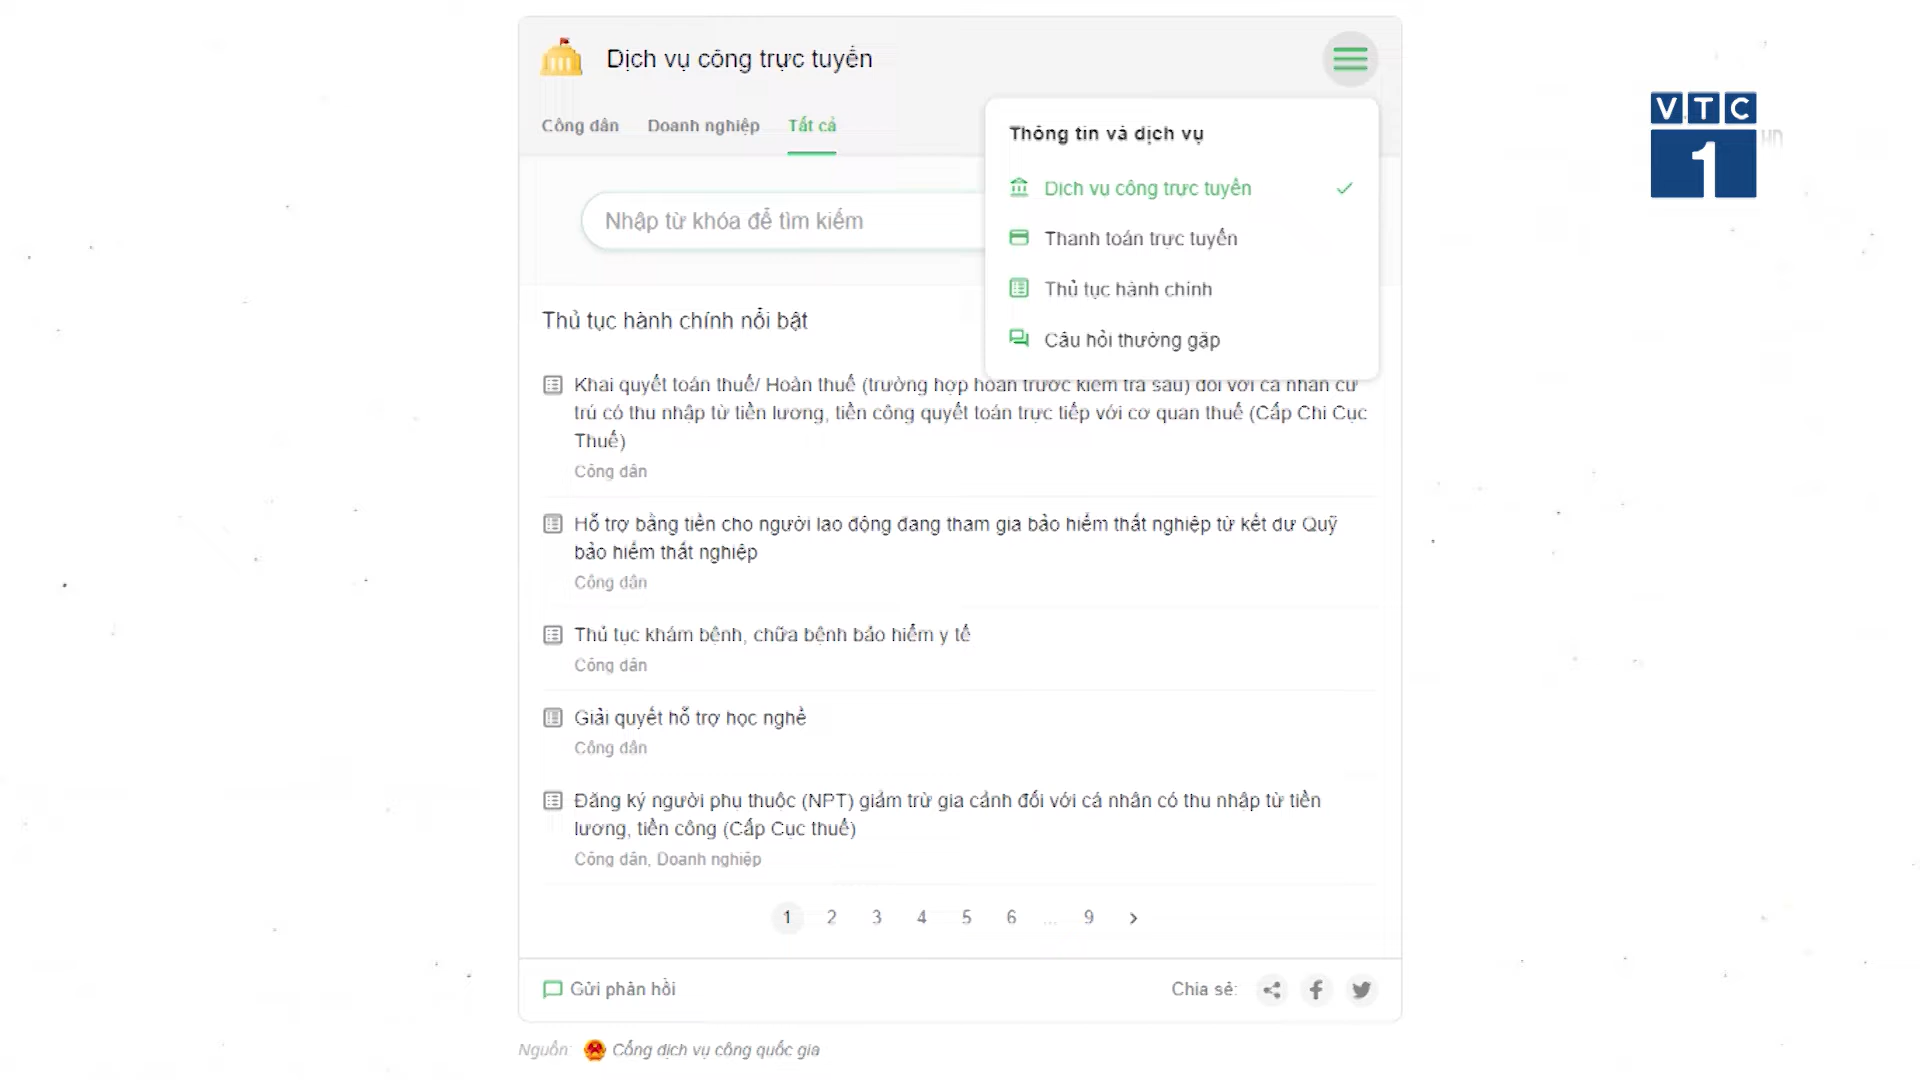 Dịch vụ công trực tuyến
Công dân Doanh nghiệp Tất cả
VTC
1
Thông tin và dịch vụ
Dịch vụ công trực tuyến
Thanh toán trực tuyến
Thủ tục hành chính
Câu hỏi thường gặp
Nhập từ khóa để tìm kiếm
Thủ tục hành chính nổi bật
Khai quyết toán thuế/ Hoàn thuế (trường hợp hoàn trước kiểm tra sau) đối với cá nhân cư
trú có thu nhập từ tiền lương, tiền công quyết toán trực tiếp với cơ quan thuế (Cấp Chi Cục
Thuế)
Công dân
Hỗ trợ bằng tiền cho người lao động đang tham gia bảo hiểm thất nghiệp từ kết dư Quỹ
bảo hiểm thất nghiệp
Công dân
Thủ tục khám bệnh, chữa bệnh bảo hiểm y tế
Công dân
Giải quyết hỗ trợ học nghề
Công dân
Đăng ký người phụ thuộc (NPT) giảm trừ gia cảnh đối với cá nhân có thu nhập từ tiền
lương, tiền công (Cấp Cục thuế)
Công dân, Doanh nghiệp
1 2 3 4 5 6 ... 9 >
Gửi phản hồi
Chia sẻ:
Nguồn: Cổng dịch vụ công quốc gia